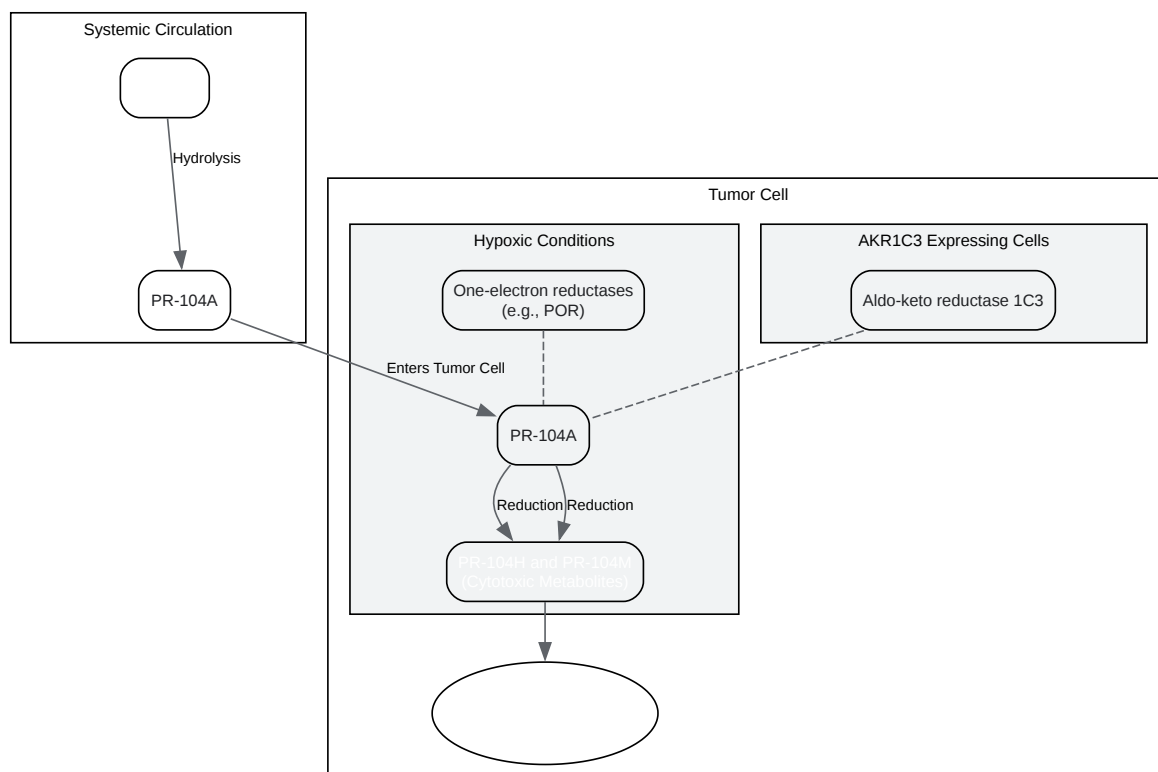 Systemic Circulation
Hydrolysis
PR-104A
Tumor Cell
Hypoxic Conditions
AKR1C3 Expressing Cells
One-electron reductases
(e.g., POR)
Aldo-keto reductase 1C3
Enters Tumor Cell
PR-104A
Reduction
Reduction
PR-104H and PR-104M
(Cytotoxic Metabolites)